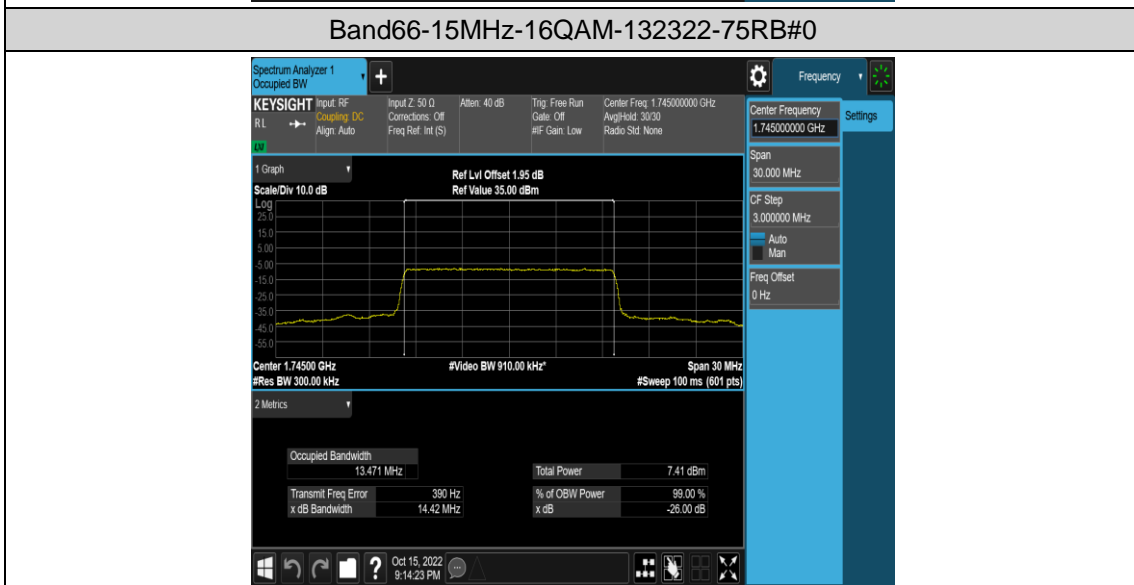 Band66-15MHz-16QAM-132322-75RB#0
Spectrum Analyzer 1
Occupied BW
+
Frequency
KEYSIGHT
RL
Input: RF
Coupling: DC
Align: Auto
Input Z: 50 Ω
Corrections: Off
Freq Ref: Int (S)
Atten: 40 dB
Trig: Free Run
Gate: Off
#IF Gain: Low
Center Freq: 1.745000000 GHz
Avg|Hold: 30/30
Radio Std: None
Center Frequency
1.745000000 GHz
Settings
Span
30.000 MHz
CF Step
3.000000 MHz
Auto
Man
Freq Offset
0 Hz
1 Graph
Scale/Div 10.0 dB
Ref Lvl Offset 1.95 dB
Ref Value 35.00 dBm
Log
25.0
15.0
5.00
-5.00
-15.0
-25.0
-35.0
-45.0
-55.0
Center 1.74500 GHz
#Video BW 910.00 kHz*
Span 30 MHz
#Res BW 300.00 kHz
#Sweep 100 ms (601 pts)
2 Metrics
Occupied Bandwidth
13.471 MHz
Total Power 7.41 dBm
Transmit Freq Error 390 Hz
% of OBW Power 99.00 %
x dB Bandwidth 14.42 MHz
x dB -26.00 dB
?
Oct 15, 2022
9:14:23 PM